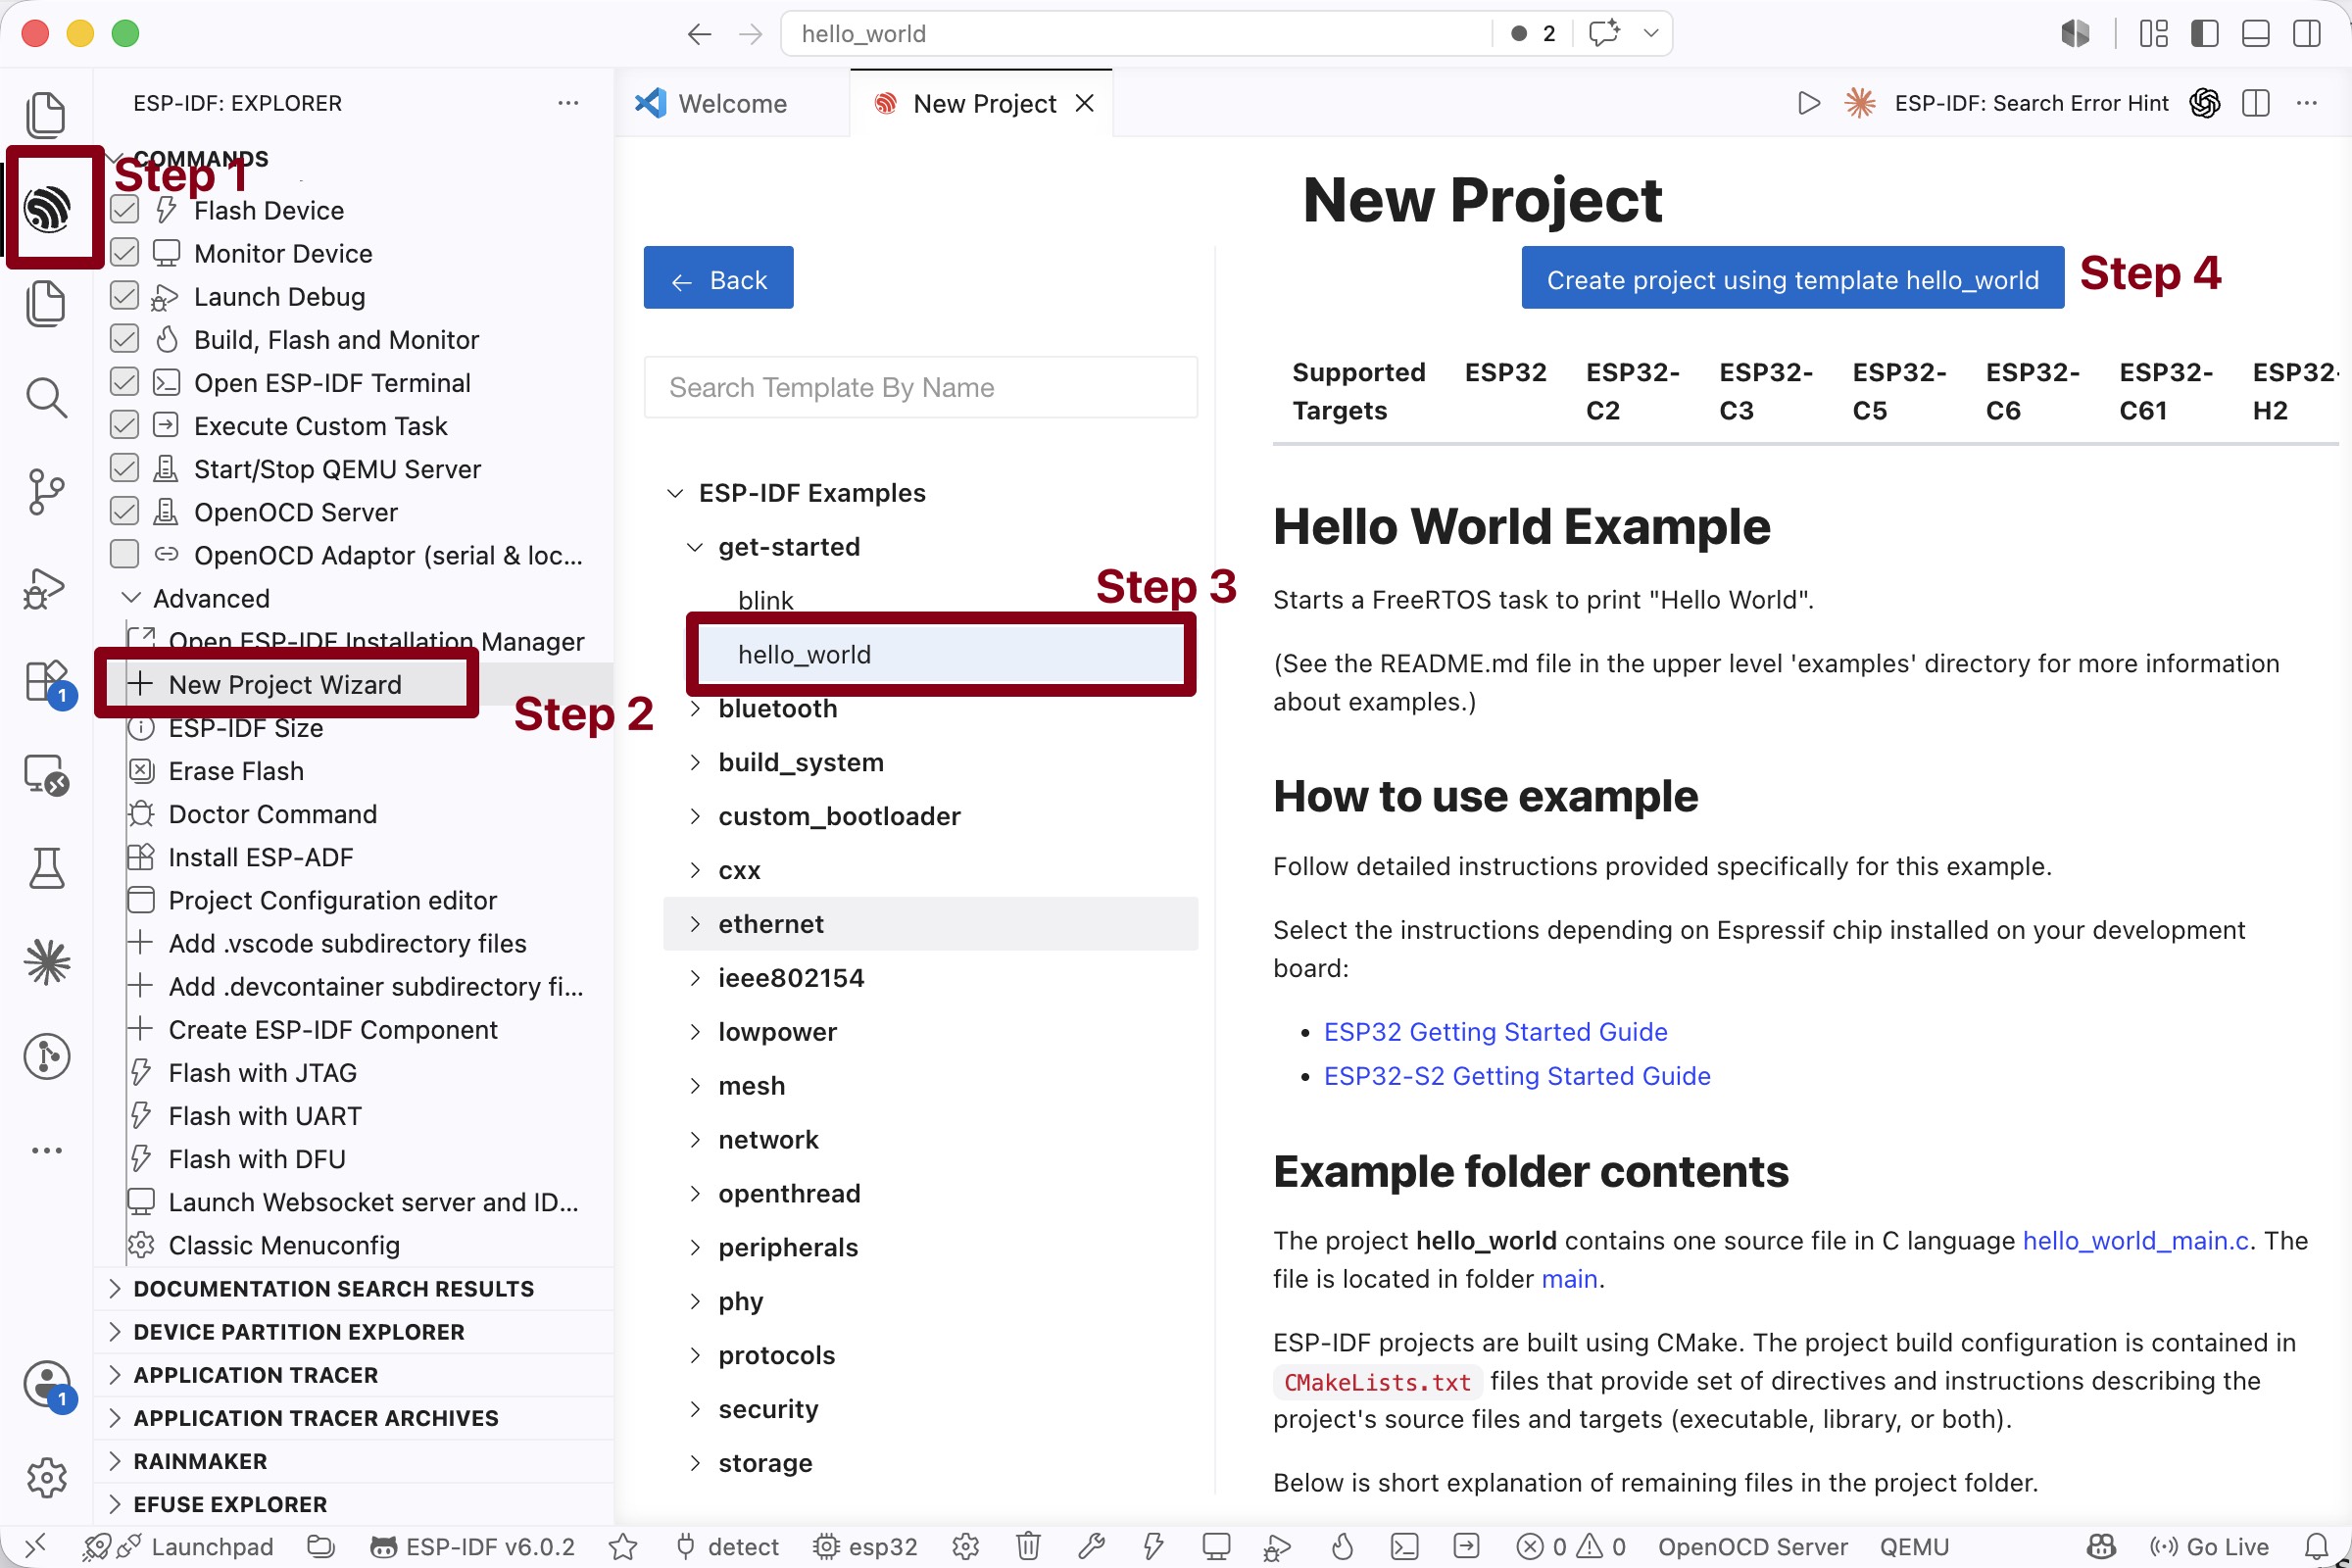 hello_world
2
ESP-IDF: EXPLORER
Welcome
New Project
ESP-IDF: Search Error Hint
COMMANDS
Step 1
Flash Device
Monitor Device
Launch Debug
Build, Flash and Monitor
Open ESP-IDF Terminal
Execute Custom Task
Start/Stop QEMU Server
OpenOCD Server
OpenOCD Adaptor (serial & loc...
Advanced
Open ESP-IDF Installation Manager
New Project Wizard
Step 2
ESP-IDF Size
Erase Flash
Doctor Command
Install ESP-ADF
Project Configuration editor
Add .vscode subdirectory files
Add .devcontainer subdirectory fi...
Create ESP-IDF Component
Flash with JTAG
Flash with UART
Flash with DFU
Launch Websocket server and ID...
Classic Menuconfig
DOCUMENTATION SEARCH RESULTS
DEVICE PARTITION EXPLORER
APPLICATION TRACER
APPLICATION TRACER ARCHIVES
RAINMAKER
EFUSE EXPLORER
1
1
New Project
Back
Create project using template hello_world
Step 4
Search Template By Name
ESP-IDF Examples
get-started
blink
Step 3
hello_world
bluetooth
build_system
custom_bootloader
cxx
ethernet
ieee802154
lowpower
mesh
network
openthread
peripherals
phy
protocols
security
storage
Supported Targets ESP32 ESP32-C2 ESP32-C3 ESP32-C5 ESP32-C6 ESP32-C61 ESP32-H2
Hello World Example
Starts a FreeRTOS task to print "Hello World".
(See the README.md file in the upper level 'examples' directory for more information
about examples.)
How to use example
Follow detailed instructions provided specifically for this example.
Select the instructions depending on Espressif chip installed on your development
board:
ESP32 Getting Started Guide
ESP32-S2 Getting Started Guide
Example folder contents
The project hello_world contains one source file in C language hello_world_main.c. The
file is located in folder main.
ESP-IDF projects are built using CMake. The project build configuration is contained in
CMakeLists.txt files that provide set of directives and instructions describing the
project's source files and targets (executable, library, or both).
Below is short explanation of remaining files in the project folder.
Launchpad ESP-IDF v6.0.2 detect esp32 0 0 OpenOCD Server QEMU Go Live